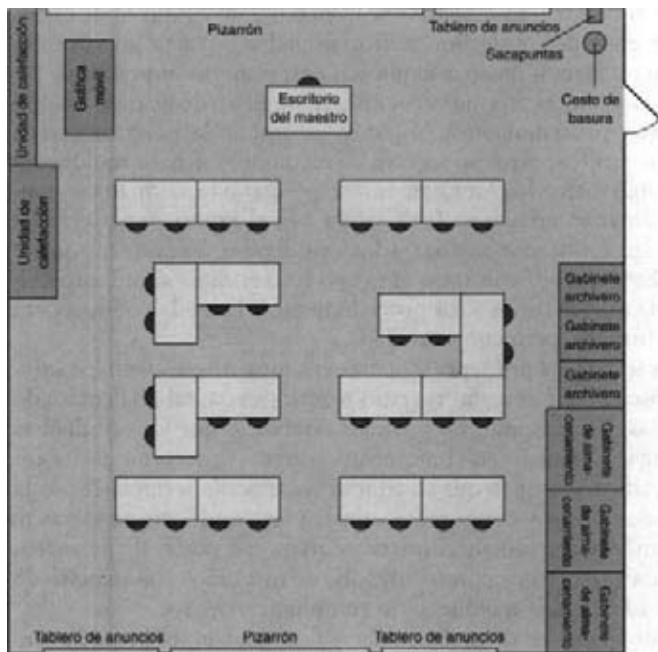 Pizarrón
Tablero de anuncios
Sacapuntas
Unidad de calefacción
Gráfica
móvil
Escritorio
del maestro
Cesto de
basura
Unidad de
calefacción
Gabinete
archivero
Gabinete
archivero
Gabinete
archivero
Gabinete
de alma-
cenamiento
Gabinete
de alma-
cenamiento
Gabinete
de alma-
cenamiento
Tablero de anuncios
Pizarrón
Tablero de anuncios